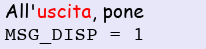 All'uscita, pone
MSG_DISP = 1